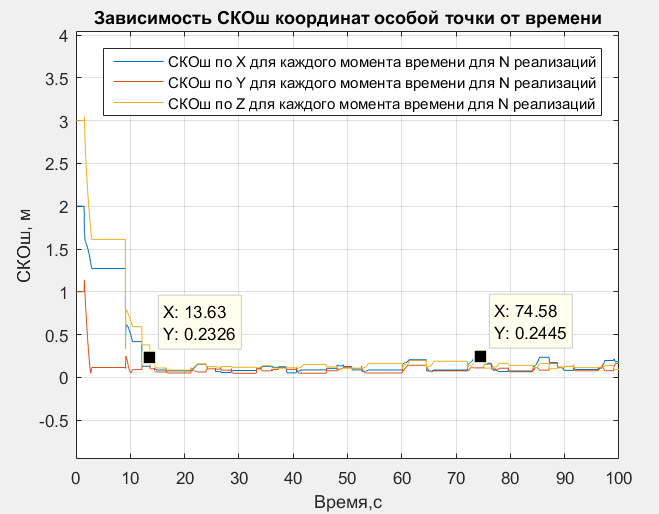 Зависимость СКОш координат особой точки от времени
4
3.5
3
2.5
2
1.5
1
0.5
0
-0.5
СКОш, м
СКОш по X для каждого момента времени для N реализаций
СКОш по Y для каждого момента времени для N реализаций
СКОш по Z для каждого момента времени для N реализаций
X: 13.63
Y: 0.2326
X: 74.58
Y: 0.2445
0 10 20 30 40 50 60 70 80 90 100
Время,с